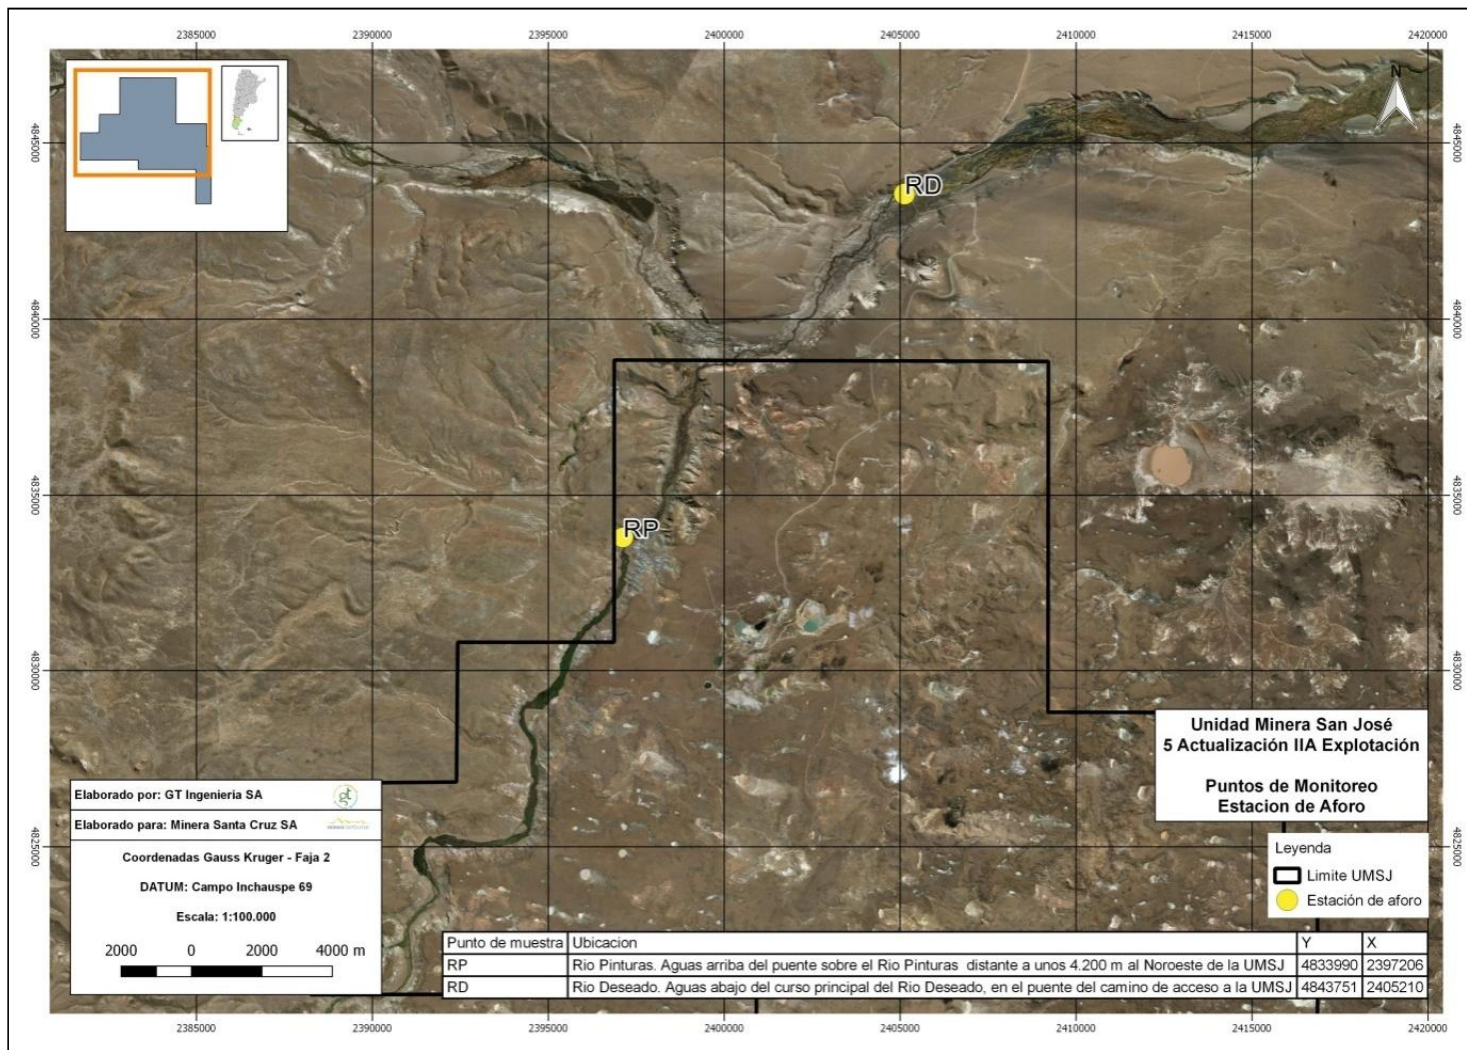 2385000 2390000 2395000 2400000 2405000 2410000 2415000 2420000
N
4845000 4845000
RD
4840000 4840000
4835000 4835000
RP
4830000 4830000
4825000 4825000
Unidad Minera San José
5 Actualización IIA Explotación
Puntos de Monitoreo
Estacion de Aforo
Elaborado por: GT Ingeniería SA
gt
Elaborado para: Minera Santa Cruz SA
Coordenadas Gauss Kruger - Faja 2
DATUM: Campo Inchauspe 69
Escala: 1:100.000
2000 0 2000 4000 m
Leyenda
Limite UMSJ
Estación de aforo
Punto de muestra Ubicacion Y X
RP Rio Pinturas. Aguas arriba del puente sobre el Rio Pinturas distante a unos 4.200 m al Noroeste de la UMSJ 4833990 2397206
RD Rio Deseado. Aguas abajo del curso principal del Rio Deseado, en el puente del camino de acceso a la UMSJ 4843751 2405210
2385000 2390000 2395000 2400000 2405000 2410000 2415000 2420000